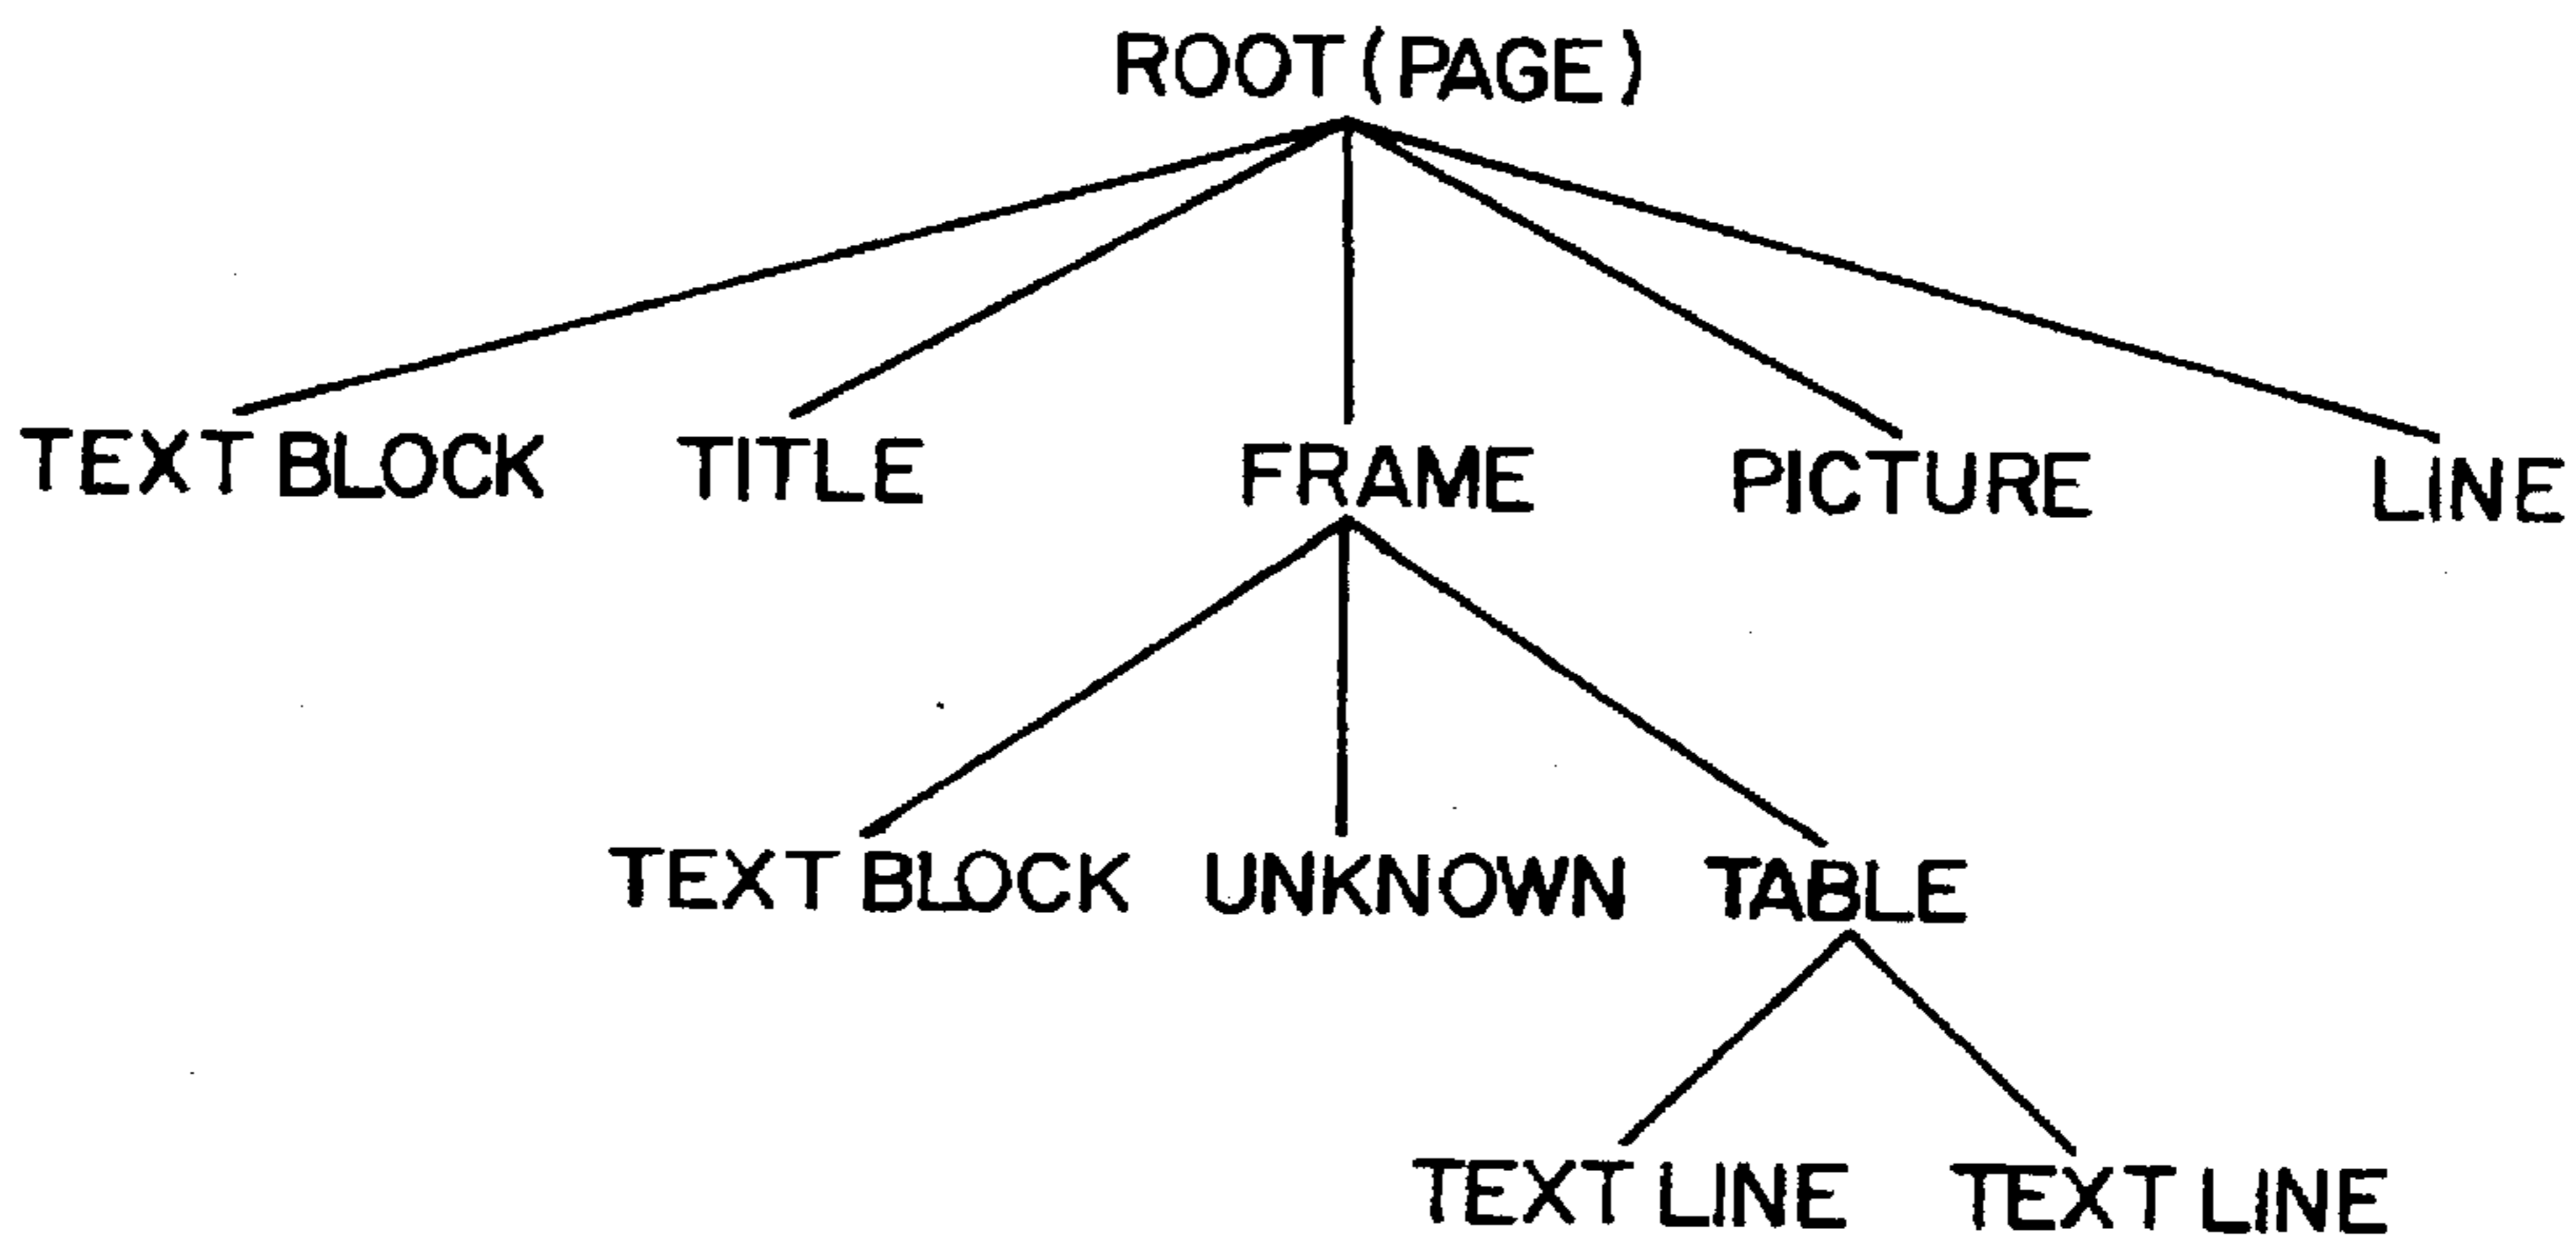 ROOT (PAGE)
TEXT BLOCK TITLE FRAME PICTURE LINE
TEXT BLOCK UNKNOWN TABLE
TEXT LINE TEXT LINE